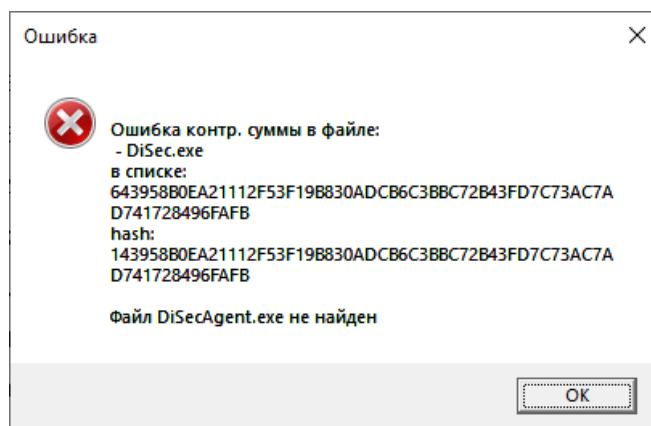 Ошибка
Ошибка контр. суммы в файле:
- DiSec.exe
в списке:
643958B0EA21112F53F19B830ADCB6C3BBC72B43FD7C73AC7A
D741728496FAFB
hash:
143958B0EA21112F53F19B830ADCB6C3BBC72B43FD7C73AC7A
D741728496FAFB
Файл DiSecAgent.exe не найден
OK